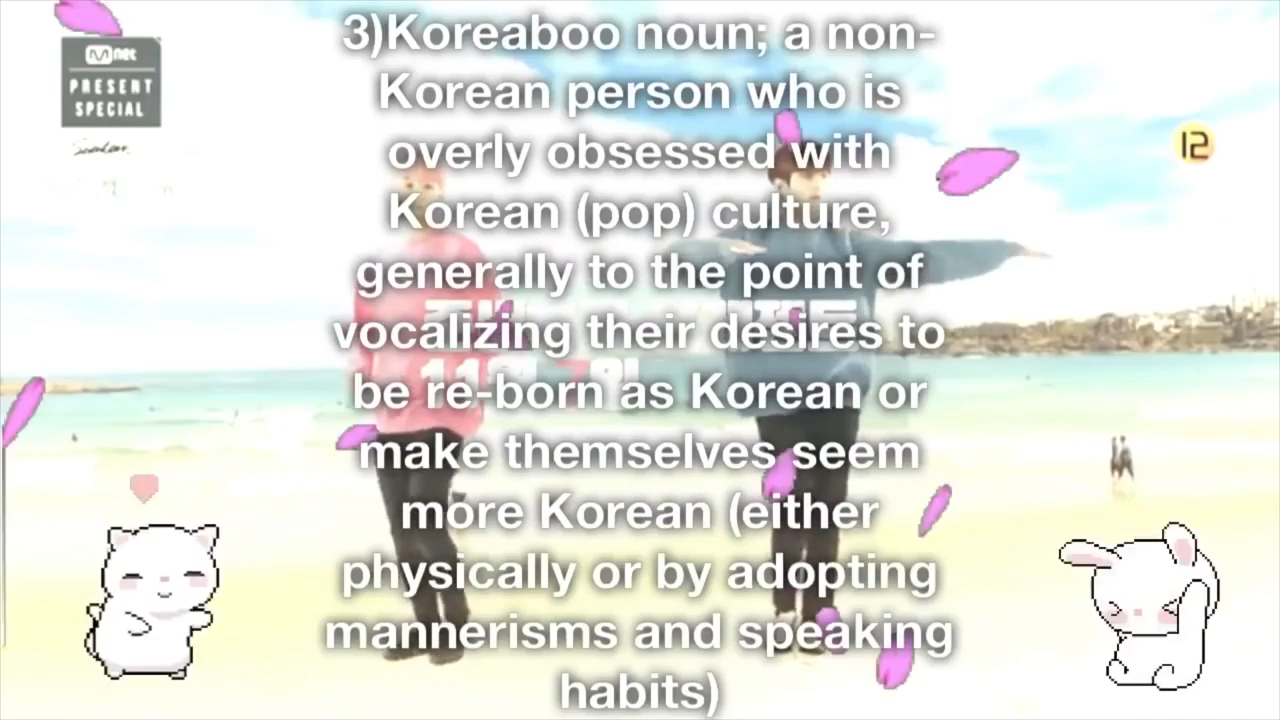 3)Koreaboo noun; a non-
Korean person who is
overly obsessed with
Korean (pop) culture,
generally to the point of
vocalizing their desires to
be re-born as Korean or
make themselves seem
more Korean (either
physically or by adopting
mannerisms and speaking
habits)
Mnet
PRESENT
SPECIAL
12